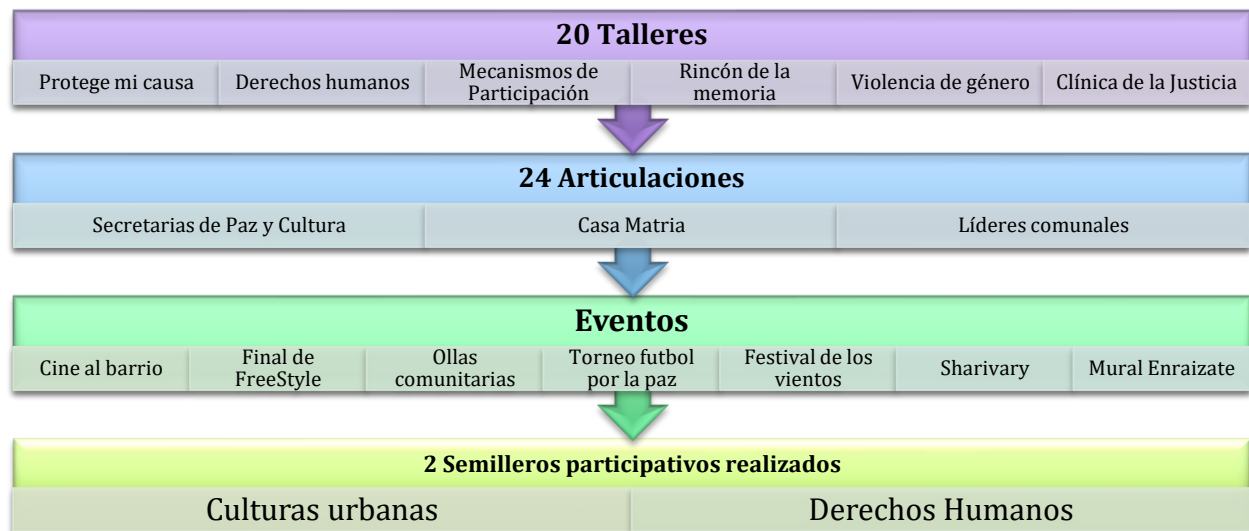 20 Talleres
Protege mi causa
Derechos humanos
Mecanismos de
Participación
Rincón de la
memoria
Violencia de género
Clínica de la Justicia
24 Articulaciones
Secretarias de Paz y Cultura
Casa Matria
Líderes comunales
Eventos
Cine al barrio
Final de
FreeStyle
Ollas
comunitarias
Torneo futbol
por la paz
Festival de los
vientos
Sharivary
Mural Enraizate
2 Semilleros participativos realizados
Culturas urbanas
Derechos Humanos